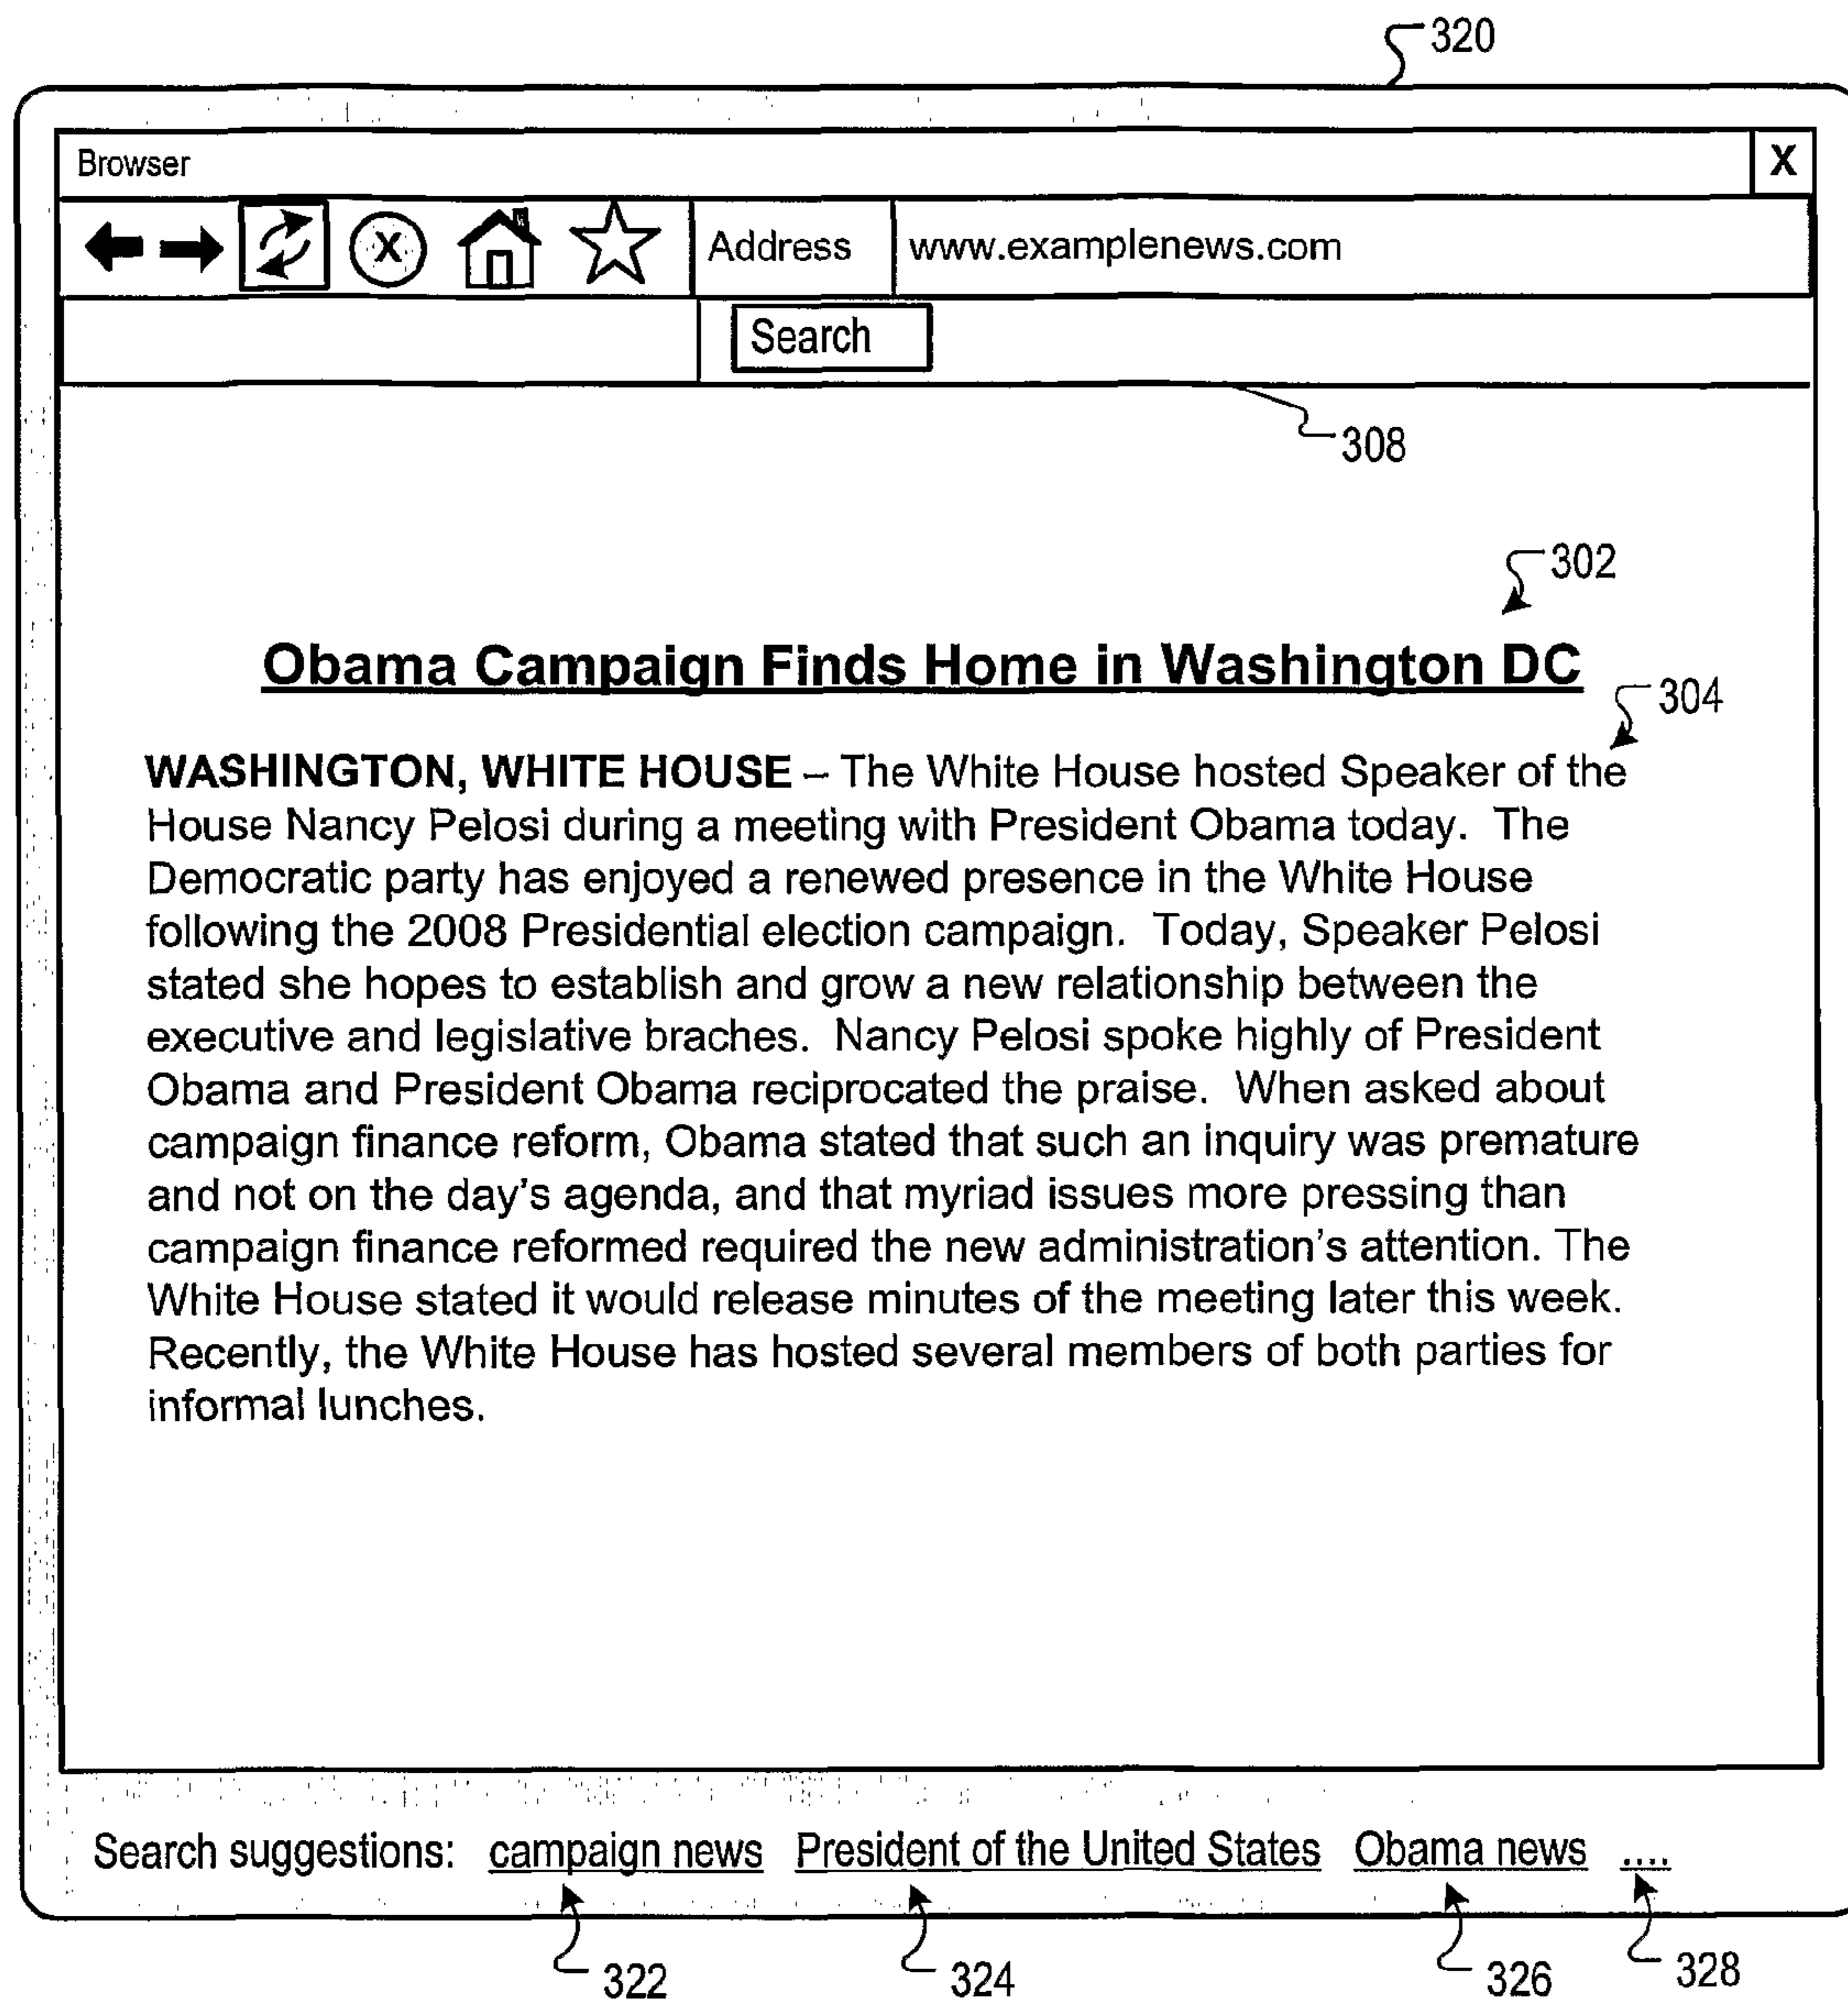 320
Browser X
X Address www.examplenews.com
Search
308
302
Obama Campaign Finds Home in Washington DC
304
WASHINGTON, WHITE HOUSE – The White House hosted Speaker of the
House Nancy Pelosi during a meeting with President Obama today. The
Democratic party has enjoyed a renewed presence in the White House
following the 2008 Presidential election campaign. Today, Speaker Pelosi
stated she hopes to establish and grow a new relationship between the
executive and legislative braches. Nancy Pelosi spoke highly of President
Obama and President Obama reciprocated the praise. When asked about
campaign finance reform, Obama stated that such an inquiry was premature
and not on the day's agenda, and that myriad issues more pressing than
campaign finance reformed required the new administration's attention. The
White House stated it would release minutes of the meeting later this week.
Recently, the White House has hosted several members of both parties for
informal lunches.
Search suggestions: campaign news President of the United States Obama news ....
322 324 326 328